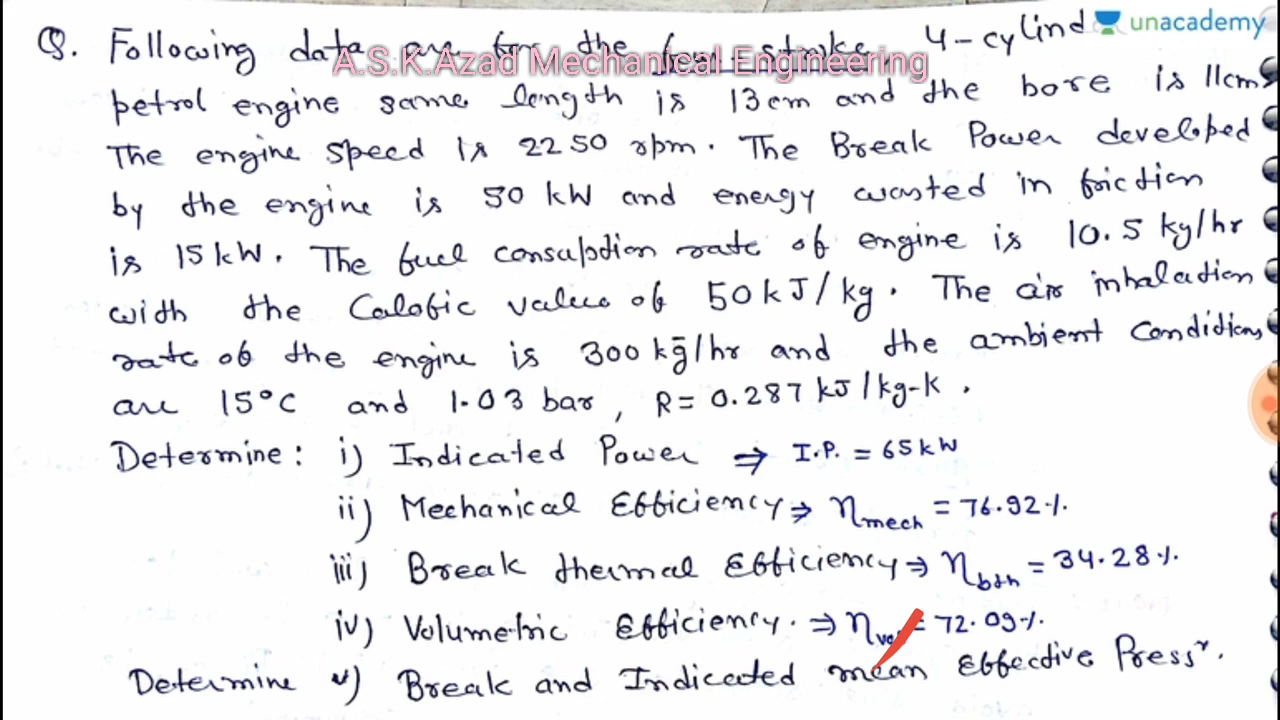 Q. Following data are for the four stroke 4-cylind
unacademy
A.S.K.Azad Mechanical Engineering
petrol engine same length is 13cm and the bore is 11cm
The engine speed is 2250 rpm. The Break Power developed
by the engine is 50 kW and energy wasted in friction
is 15kW. The fuel consubtion rate of engine is 10.5 kg/hr
with the Calofic value of 50kJ/kg. The air inhalation
rate of the engine is 300kg/hr and the ambient Conditions
are 15°C and 1.03 bar, R= 0.287 kJ/kg-k.
Determine: i) Indicated Power ⇒ I.P. = 65kW
ii) Mechanical Efficiency ⇒ ηmech = 76.92%.
iii) Break thermal Efficiency ⇒ ηbth = 34.28%.
iv) Volumetric Efficiency. ⇒ ηvol = 72.09%.
Determine v) Break and Indicated mean Effective Pressr.